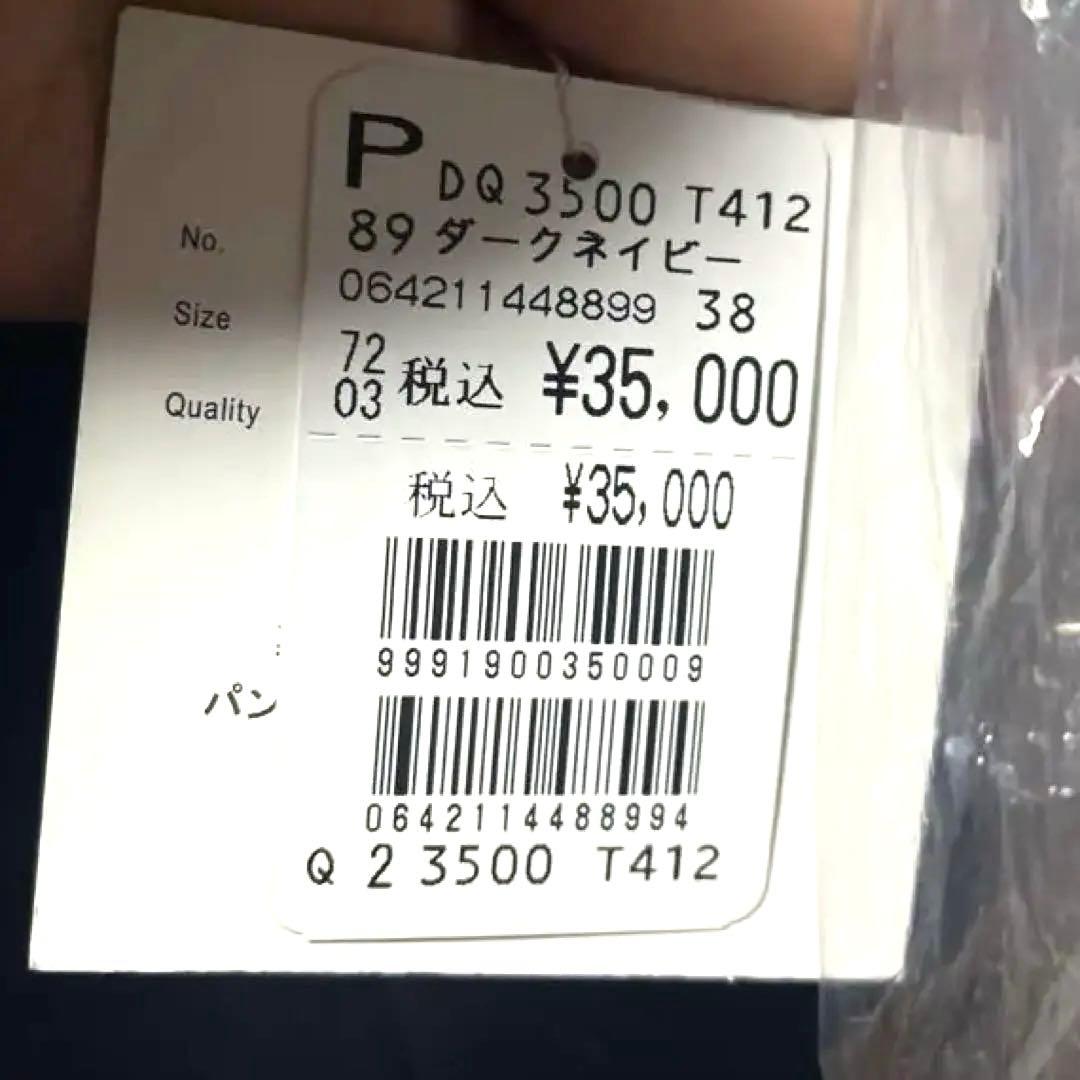 P DQ 3500 T412
89 ダークネイビー
064211448899 38
72
03 税込 ¥35,000
税込 ¥35,000
9991900350009
0642114488994
Q 2 3500 T412
No.
Size
Quality
パン